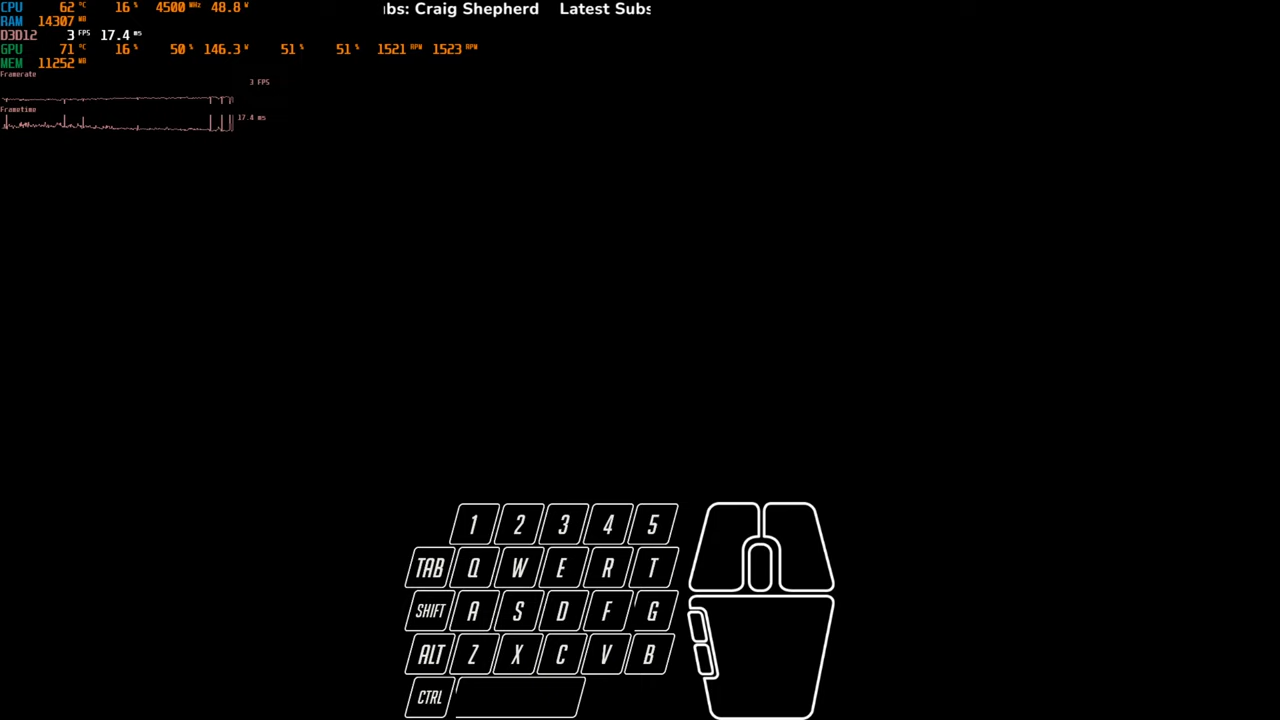 CPU 62 °C 16 % 4500 MHz 48.8 W
RAM 14307 MB
D3D12 3 FPS 17.4 ms
GPU 71 °C 16 % 50 % 146.3 W 51 % 51 % 1521 RPM 1523 RPM
MEM 11252 MB
ubs: Craig Shepherd Latest Subs
Framerate
3 FPS
Frametime
17.4 ms
1 2 3 4 5
TAB Q W E R T
SHIFT A S D F G
ALT Z X C V B
CTRL